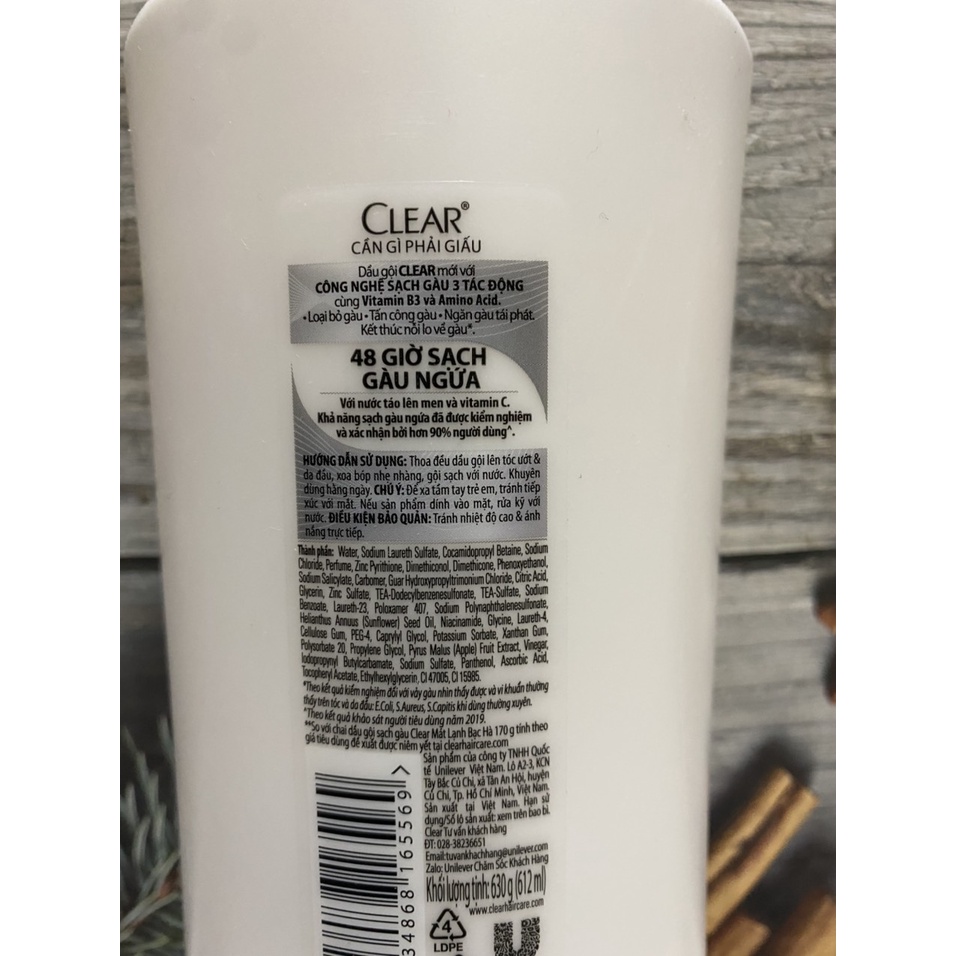 CLEAR®
CẦN GÌ PHẢI GIẤU
Dầu gội CLEAR mới với
CÔNG NGHỆ SẠCH GÀU 3 TÁC ĐỘNG
cùng Vitamin B3 và Amino Acid.
•Loại bỏ gàu •Tấn công gàu •Ngăn gàu tái phát.
Kết thúc nỗi lo về gàu*.
48 GIỜ SẠCH
GÀU NGỨA
Với nước táo lên men và vitamin C.
Khả năng sạch gàu ngứa đã được kiểm nghiệm
và xác nhận bởi hơn 90% người dùng^.
HƯỚNG DẪN SỬ DỤNG: Thoa đều dầu gội lên tóc ướt &
da đầu, xoa bóp nhẹ nhàng, gội sạch với nước. Khuyên
dùng hằng ngày. CHÚ Ý: Để xa tầm tay trẻ em, tránh tiếp
xúc với mắt. Nếu sản phẩm dính vào mặt, rửa kỹ với
nước. ĐIỀU KIỆN BẢO QUẢN: Tránh nhiệt độ cao & ánh
nắng trực tiếp.
Thành phần: Water, Sodium Laureth Sulfate, Cocamidopropyl Betaine, Sodium
Chloride, Perfume, Zinc Pyrithione, Dimethiconol, Dimethicone, Phenoxyethanol,
Sodium Salicylate, Carbomer, Guar Hydroxypropyltrimonium Chloride, Citric Acid,
Glycerin, Zinc Sulfate, TEA-Dodecylbenzenesulfonate, TEA-Sulfate, Sodium
Benzoate, Laureth-23, Poloxamer 407, Sodium Polynaphthalenesulfonate,
Helianthus Annuus (Sunflower) Seed Oil, Niacinamide, Glycine, Laureth-4,
Cellulose Gum, PEG-4, Caprylyl Glycol, Potassium Sorbate, Xanthan Gum,
Polysorbate 20, Propylene Glycol, Pyrus Malus (Apple) Fruit Extract, Vinegar,
Iodopropynyl Butylcarbamate, Sodium Sulfate, Panthenol, Ascorbic Acid,
Tocopheryl Acetate, Ethylhexylglycerin, CI 47005, CI 15985.
*Theo kết quả kiểm nghiệm đối với vảy gàu nhìn thấy được và vi khuẩn thường
thấy trên tóc và da đầu: E.Coli, S.Aureus, S.Capitis khi dùng thường xuyên.
^Theo kết quả khảo sát người tiêu dùng năm 2019.
**So với chai dầu gội sạch gàu Clear Mát Lạnh Bạc Hà 170 g tính theo
giá tiêu dùng đề xuất được niêm yết tại clearhaircare.com
Sản phẩm của công ty TNHH Quốc
tế Unilever Việt Nam. Lô A2-3, KCN
Tây Bắc Củ Chi, xã Tân An Hội, huyện
Củ Chi, Tp. Hồ Chí Minh, Việt Nam.
Sản xuất tại Việt Nam. Hạn sử
dụng/Số lô sản xuất: xem trên bao bì.
Clear Tư vấn khách hàng
ĐT: 028-38236651
Email:tuvankhachhang@unilever.com
Zalo: Unilever Chăm Sóc Khách Hàng
Khối lượng tịnh: 630 g (612 ml)
www.clearhaircare.com
4
LDPE
34868 165569 >